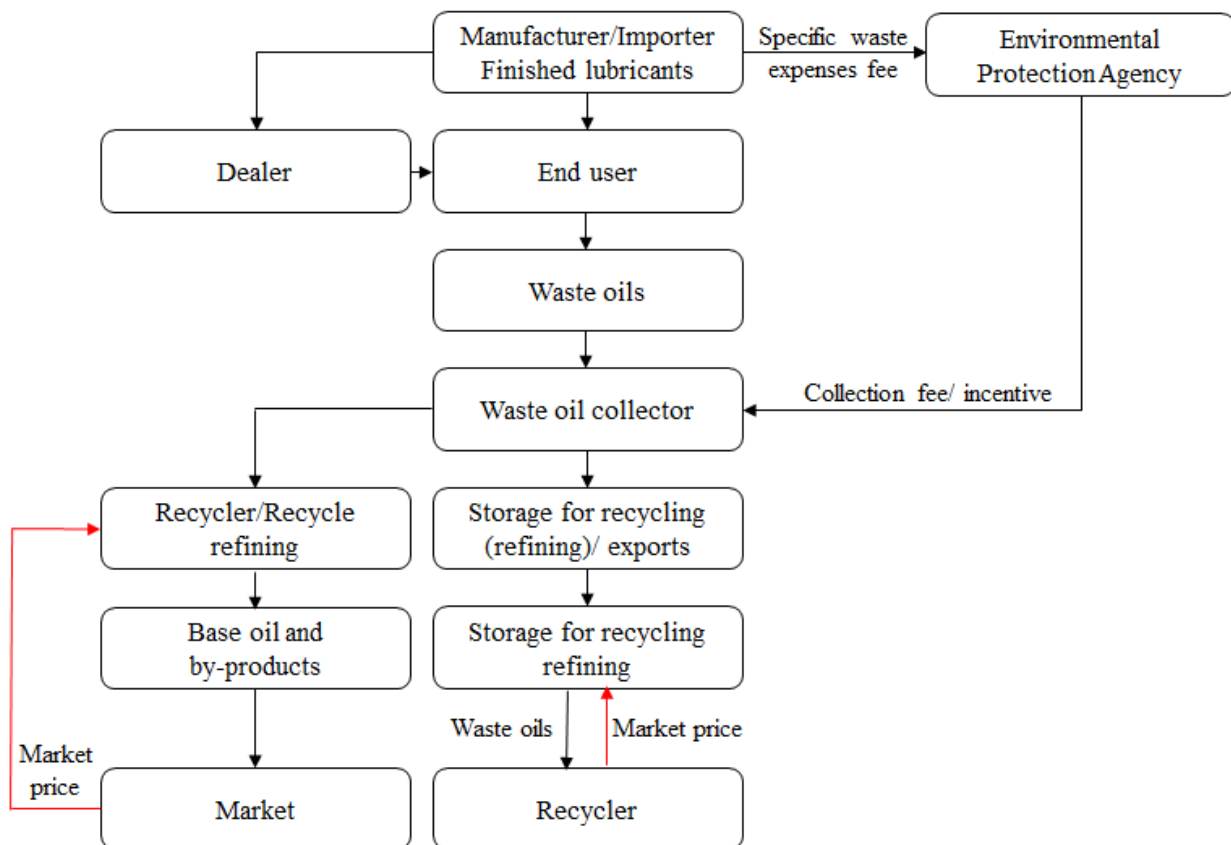 Manufacturer/Importer
Finished lubricants
Specific waste
expenses fee
Environmental
Protection Agency
Dealer
End user
Waste oils
Waste oil collector
Collection fee/ incentive
Recycler/Recycle
refining
Storage for recycling
(refining)/ exports
Base oil and
by-products
Storage for recycling
refining
Waste oils
Market price
Market
price
Market
Recycler